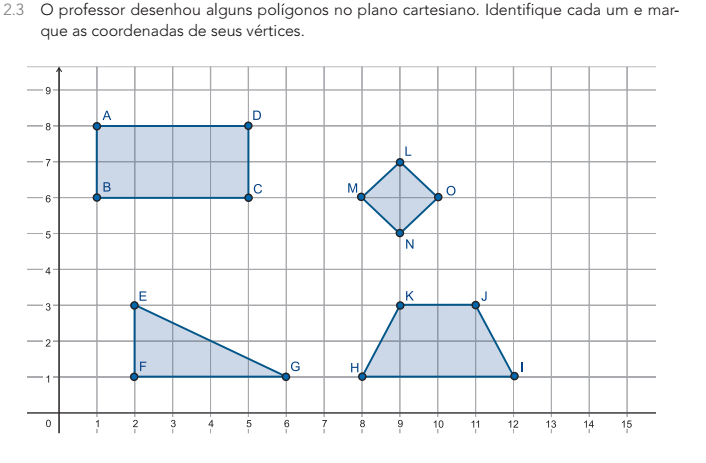 2.3 O professor desenhou alguns polígonos no plano cartesiano. Identifique cada um e mar-
que as coordenadas de seus vértices.
9
A D
8
L
7
B C M O
6
5
N
4
E K J
3
2
F G H I
1
0 1 2 3 4 5 6 7 8 9 10 11 12 13 14 15